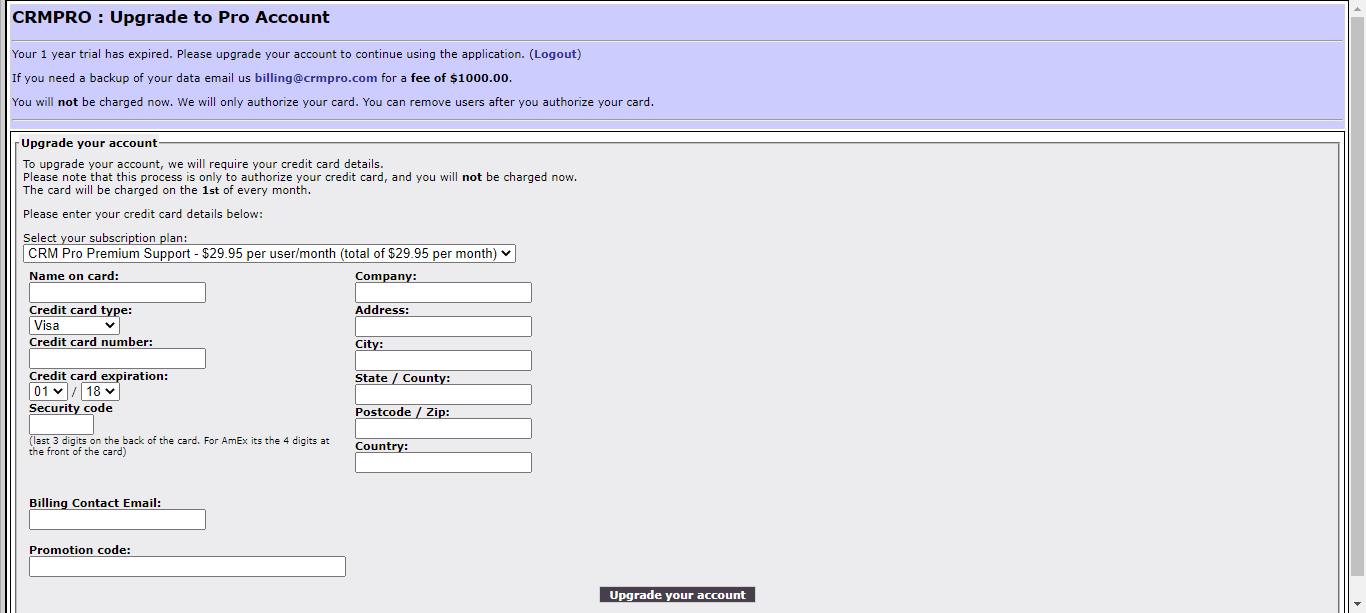 CRMPRO : Upgrade to Pro Account
Your 1 year trial has expired. Please upgrade your account to continue using the application. (Logout)
If you need a backup of your data email us billing@crmpro.com for a fee of $1000.00.
You will not be charged now. We will only authorize your card. You can remove users after you authorize your card.
Upgrade your account
To upgrade your account, we will require your credit card details.
Please note that this process is only to authorize your credit card, and you will not be charged now.
The card will be charged on the 1st of every month.
Please enter your credit card details below:
Select your subscription plan:
CRM Pro Premium Support - $29.95 per user/month (total of $29.95 per month)
Name on card:
Credit card type:
Visa
Credit card number:
Credit card expiration:
01 / 18
Security code
(last 3 digits on the back of the card. For AmEx its the 4 digits at
the front of the card)
Company:
Address:
City:
State / County:
Postcode / Zip:
Country:
Billing Contact Email:
Promotion code:
Upgrade your account